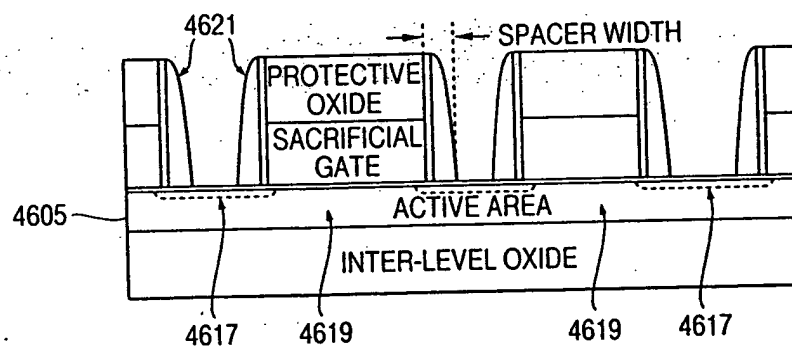 4621
SPACER WIDTH
PROTECTIVE
OXIDE
SACRIFICIAL
GATE
4605
ACTIVE AREA
INTER-LEVEL OXIDE
4617
4619
4619
4617